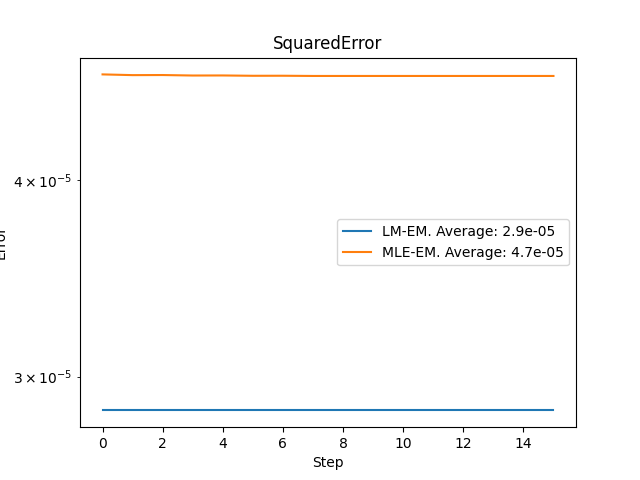 SquaredError
4 × 10⁻⁵
3 × 10⁻⁵
Error
LM-EM. Average: 2.9e-05
MLE-EM. Average: 4.7e-05
0 2 4 6 8 10 12 14
Step